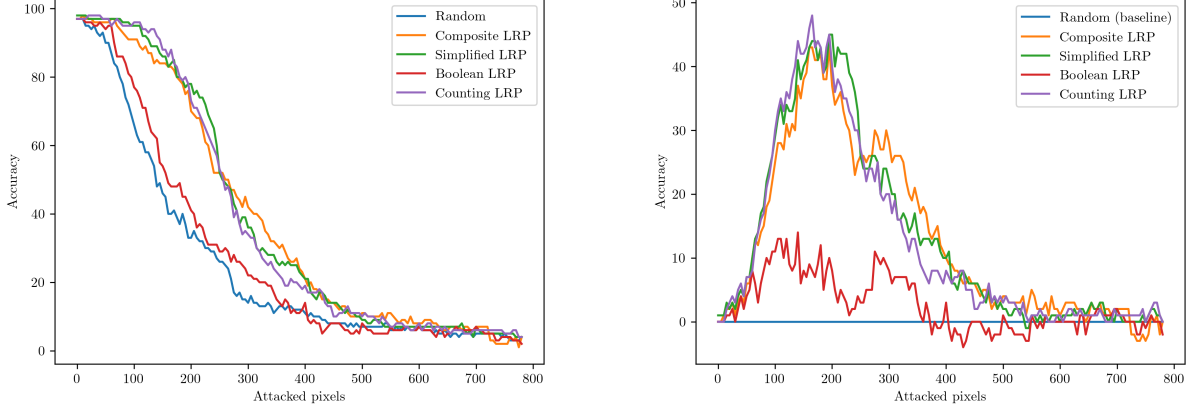 100
80
60
40
20
0
Accuracy
0 100 200 300 400 500 600 700 800
Attacked pixels
Random
Composite LRP
Simplified LRP
Boolean LRP
Counting LRP
50
40
30
20
10
0
Accuracy
0 100 200 300 400 500 600 700 800
Attacked pixels
Random (baseline)
Composite LRP
Simplified LRP
Boolean LRP
Counting LRP